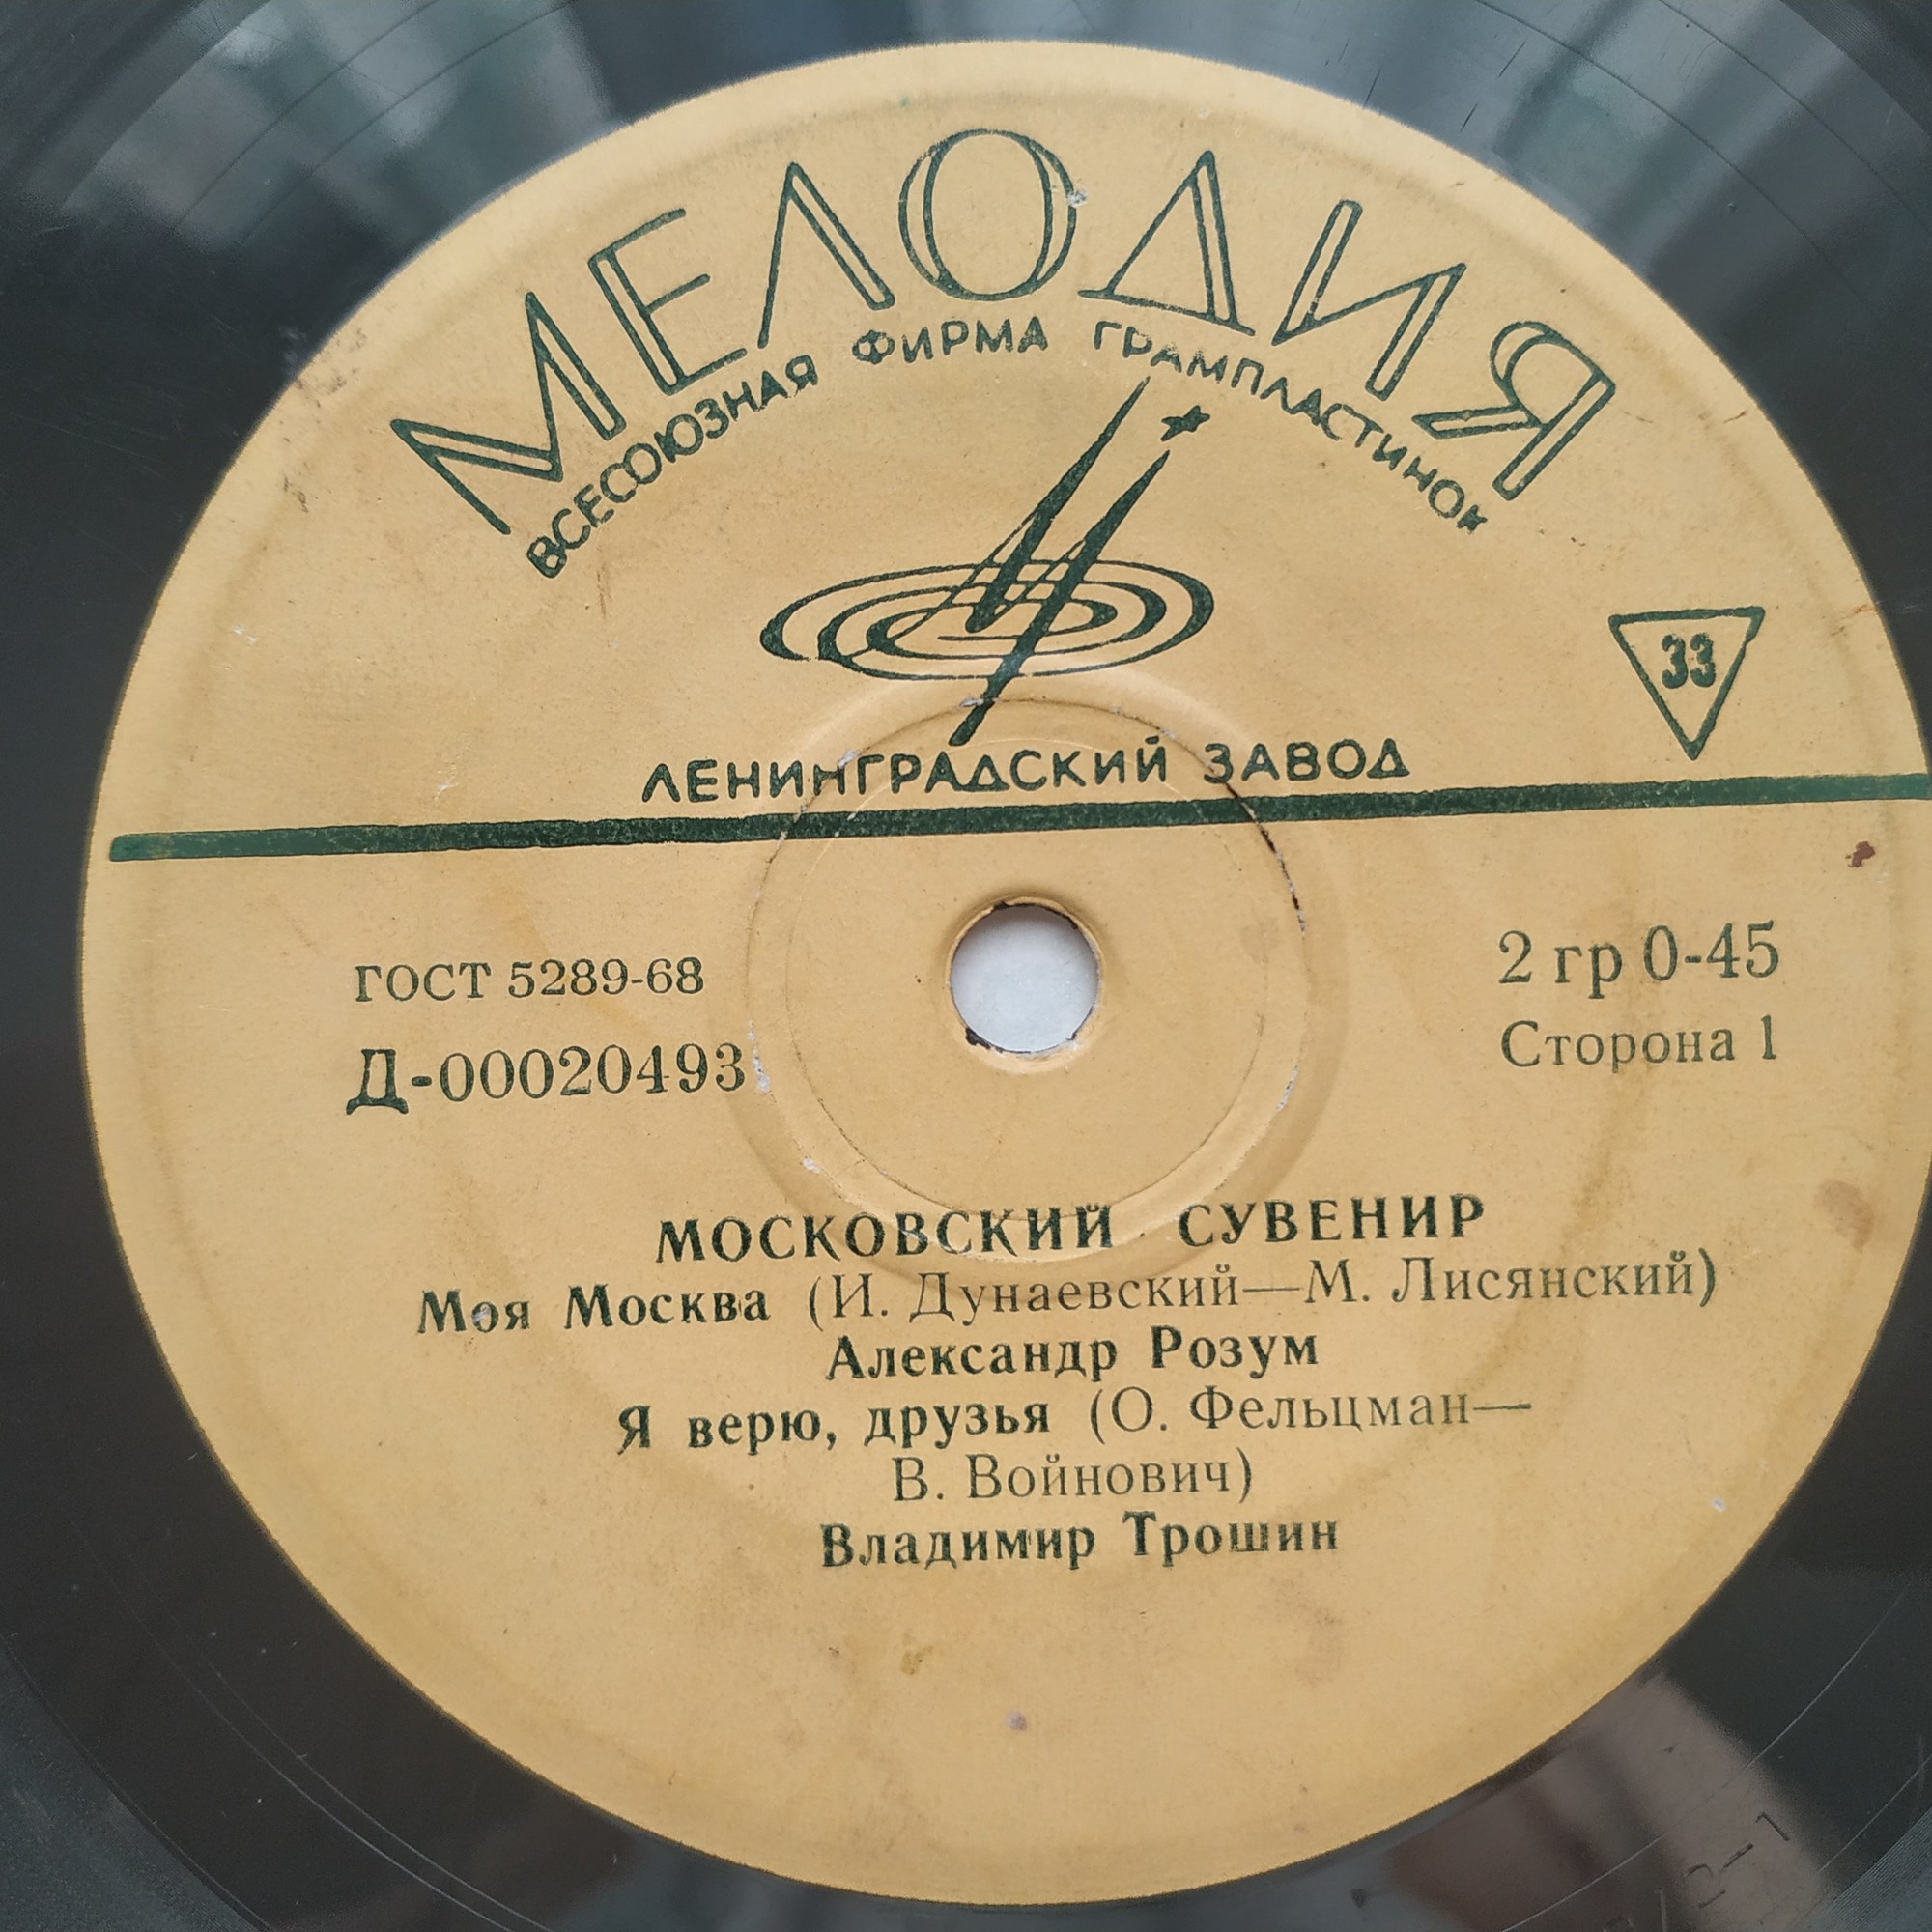 МЕЛОДИЯ
ВСЕСОЮЗНАЯ ФИРМА ГРАМПЛАСТИНОК
33
ЛЕНИНГРАДСКИЙ ЗАВОД
ГОСТ 5289-68
2 гр 0-45
Д-00020493
Сторона 1
МОСКОВСКИЙ СУВЕНИР
Моя Москва (И. Дунаевский—М. Лисянский)
Александр Розум
Я верю, друзья (О. Фельцман—
В. Войнович)
Владимир Трошин